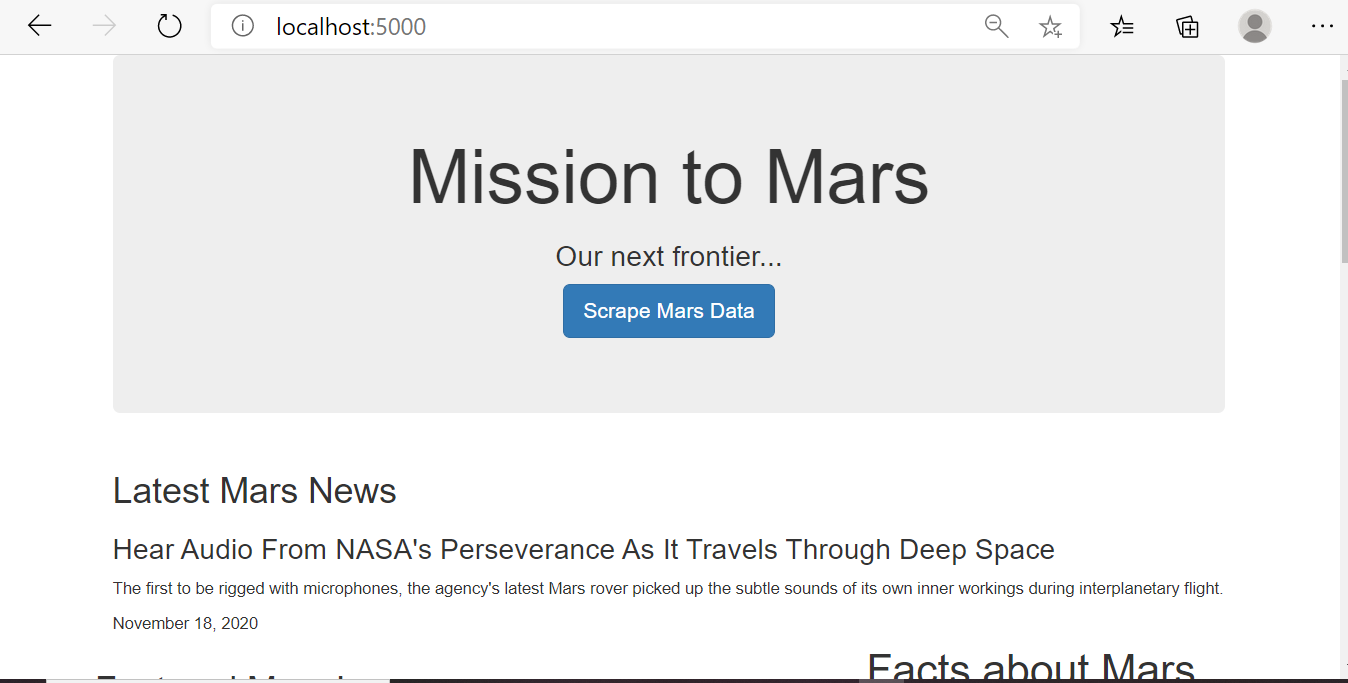 localhost:5000
Mission to Mars
Our next frontier...
Scrape Mars Data
Latest Mars News
Hear Audio From NASA's Perseverance As It Travels Through Deep Space
The first to be rigged with microphones, the agency's latest Mars rover picked up the subtle sounds of its own inner workings during interplanetary flight.
November 18, 2020
Facts about Mars